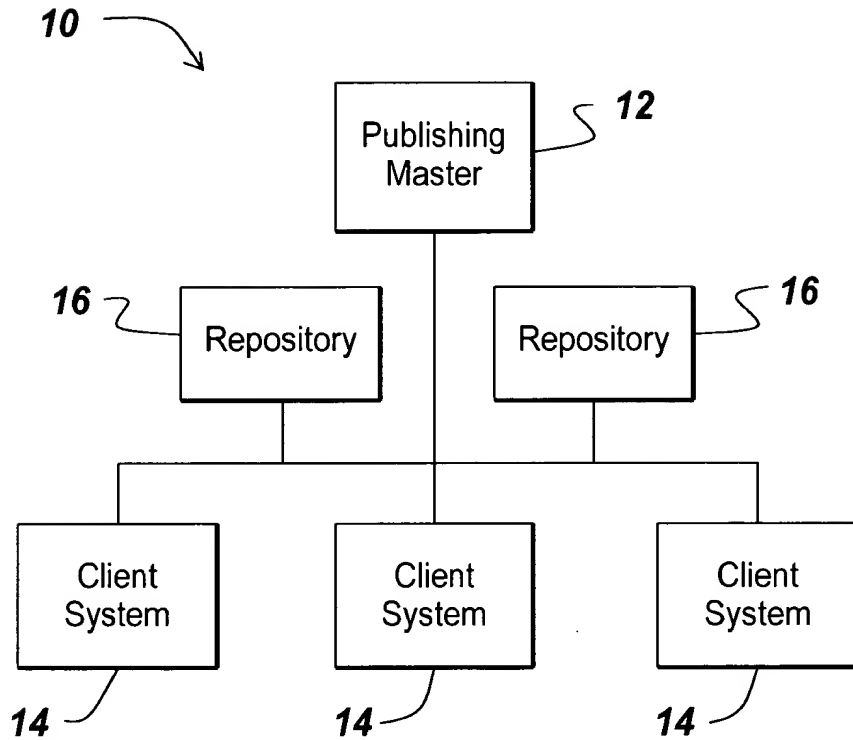 10
12
Publishing
Master
16
16
Repository
Repository
Client
System
Client
System
Client
System
14
14
14